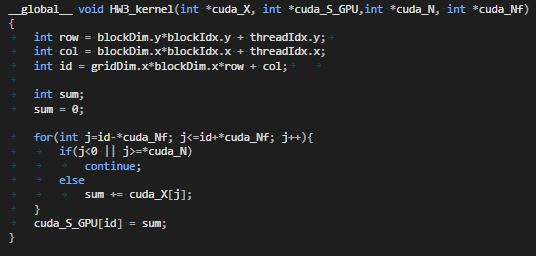 __global__ void HW3_kernel(int *cuda_X, int *cuda_S_GPU,int *cuda_N, int *cuda_Nf)
{
    int row = blockDim.y*blockIdx.y + threadIdx.y;
    int col = blockDim.x*blockIdx.x + threadIdx.x;
    int id = gridDim.x*blockDim.x*row + col;
    int sum;
    sum = 0;
    for(int j=id-*cuda_Nf; j<=id+*cuda_Nf; j++){
        if(j<0 || j>=*cuda_N)
            continue;
        else
            sum += cuda_X[j];
    }
    cuda_S_GPU[id] = sum;
}